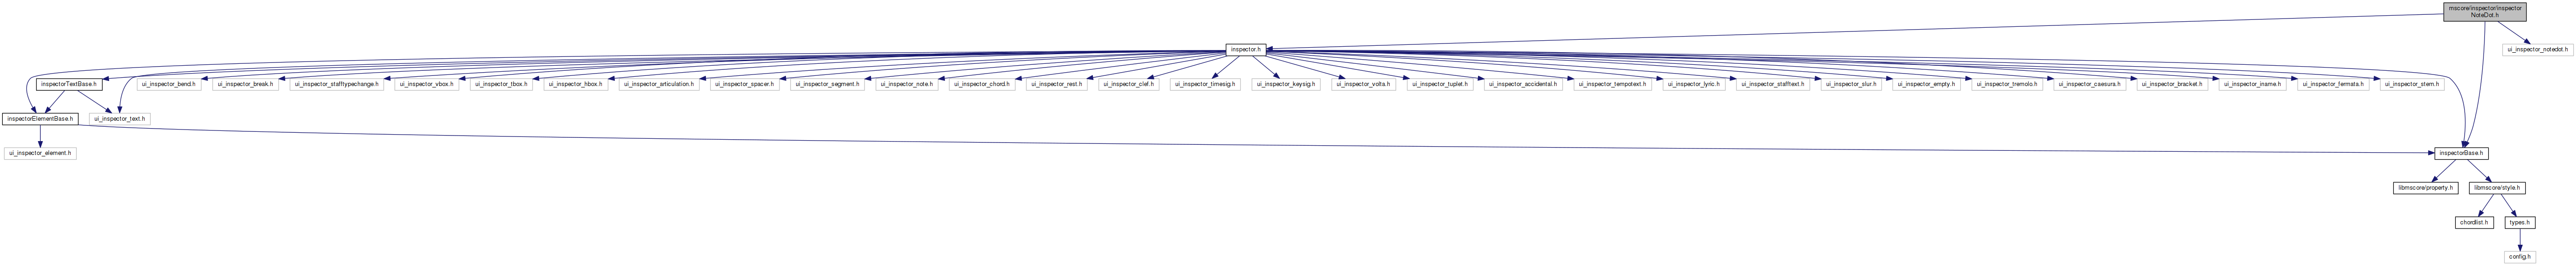 mscore/inspector/inspector
NoteDot.h
inspector.h
ui_inspector_notedot.h
inspectorTextBase.h
ui_inspector_bend.h
ui_inspector_break.h
ui_inspector_stafftypechange.h
ui_inspector_vbox.h
ui_inspector_tbox.h
ui_inspector_hbox.h
ui_inspector_articulation.h
ui_inspector_spacer.h
ui_inspector_segment.h
ui_inspector_note.h
ui_inspector_chord.h
ui_inspector_rest.h
ui_inspector_clef.h
ui_inspector_timesig.h
ui_inspector_keysig.h
ui_inspector_volta.h
ui_inspector_tuplet.h
ui_inspector_accidental.h
ui_inspector_tempotext.h
ui_inspector_lyric.h
ui_inspector_stafftext.h
ui_inspector_slur.h
ui_inspector_empty.h
ui_inspector_tremolo.h
ui_inspector_caesura.h
ui_inspector_bracket.h
ui_inspector_iname.h
ui_inspector_fermata.h
ui_inspector_stem.h
inspectorElementBase.h
ui_inspector_text.h
ui_inspector_element.h
inspectorBase.h
libmscore/property.h
libmscore/style.h
chordlist.h
types.h
config.h